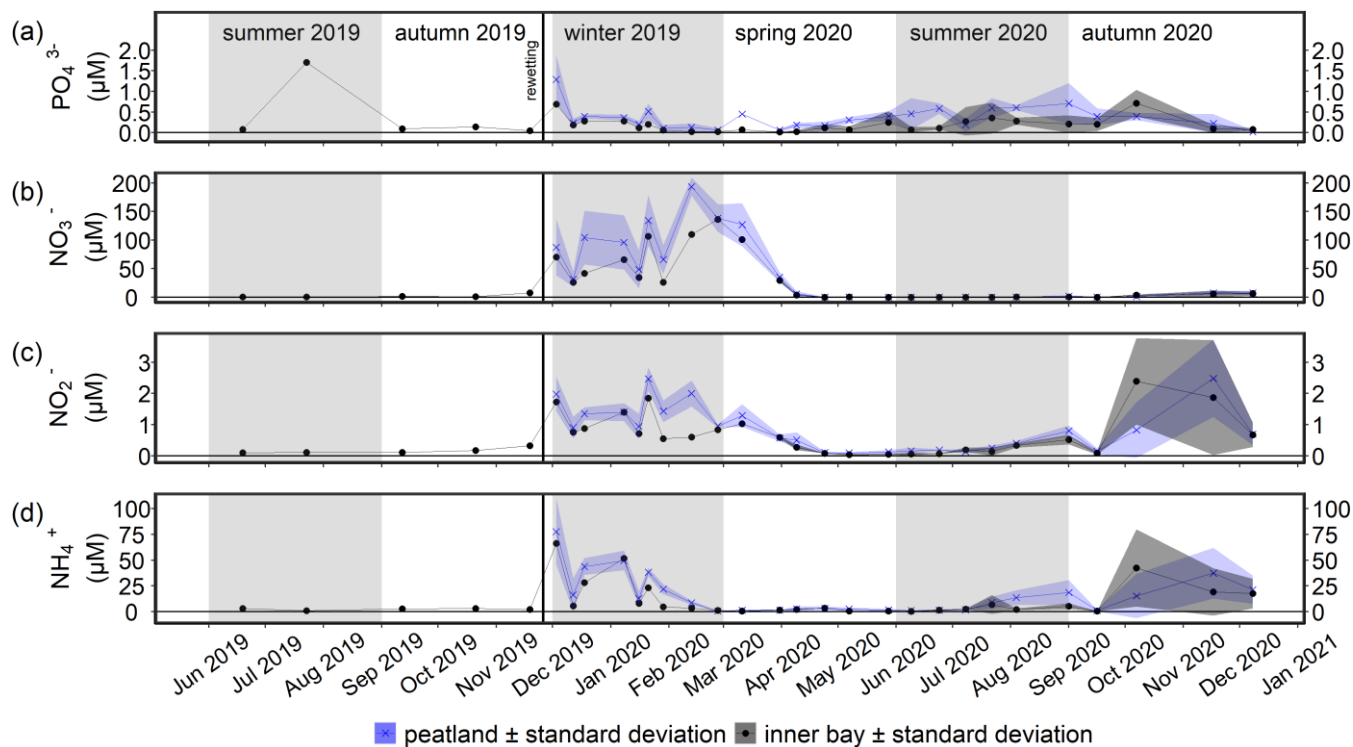 (a) PO₄³⁻ (µM)
summer 2019 autumn 2019 rewetting winter 2019 spring 2020 summer 2020 autumn 2020
2.0 2.0
1.5 1.5
1.0 1.0
0.5 0.5
0.0 0.0
(b) NO₃⁻ (µM)
200 200
150 150
100 100
50 50
0 0
(c) NO₂⁻ (µM)
3 3
2 2
1 1
0 0
(d) NH₄⁺ (µM)
100 100
75 75
50 50
25 25
0 0
Jun 2019 Jul 2019 Aug 2019 Sep 2019 Oct 2019 Nov 2019 Dec 2019 Jan 2020 Feb 2020 Mar 2020 Apr 2020 May 2020 Jun 2020 Jul 2020 Aug 2020 Sep 2020 Oct 2020 Nov 2020 Dec 2020 Jan 2021
peatland ± standard deviation inner bay ± standard deviation